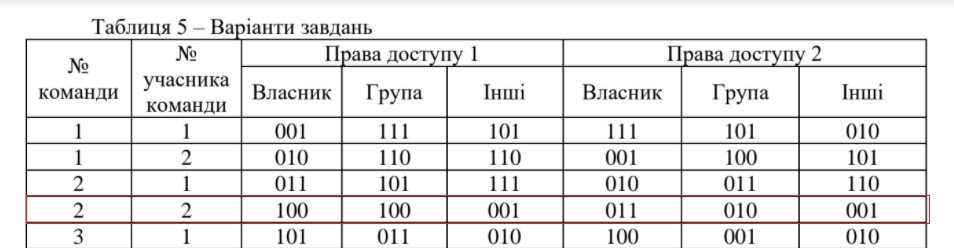 Таблиця 5 – Варіанти завдань
№ команди № учасника команди Права доступу 1 Права доступу 2
Власник Група Інші Власник Група Інші
1 1 001 111 101 111 101 010
1 2 010 110 110 001 100 101
2 1 011 101 111 010 011 110
2 2 100 100 001 011 010 001
3 1 101 011 010 100 001 010